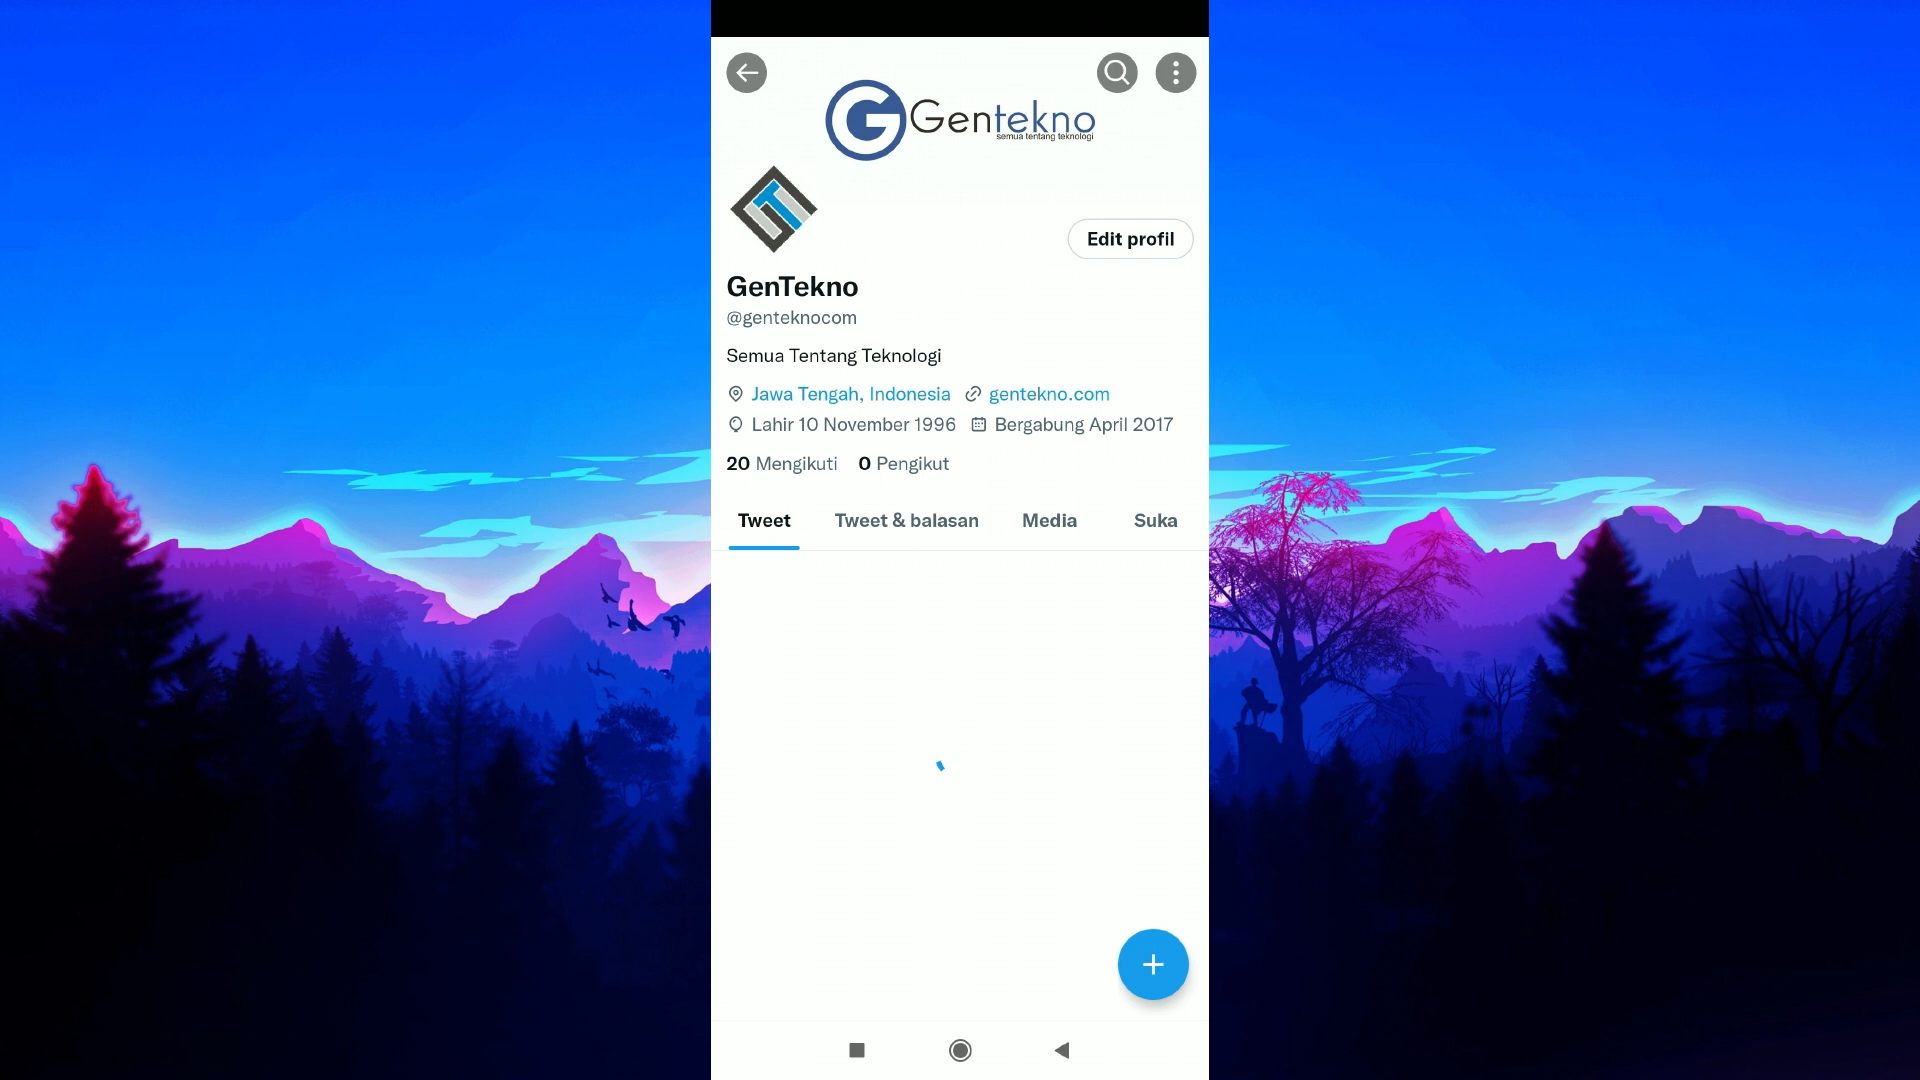 Gentekno
semua tentang teknologi
Edit profil
GenTekno
@genteknocom
Semua Tentang Teknologi
Jawa Tengah, Indonesia gentekno.com
Lahir 10 November 1996 Bergabung April 2017
20 Mengikuti 0 Pengikut
Tweet Tweet & balasan Media Suka